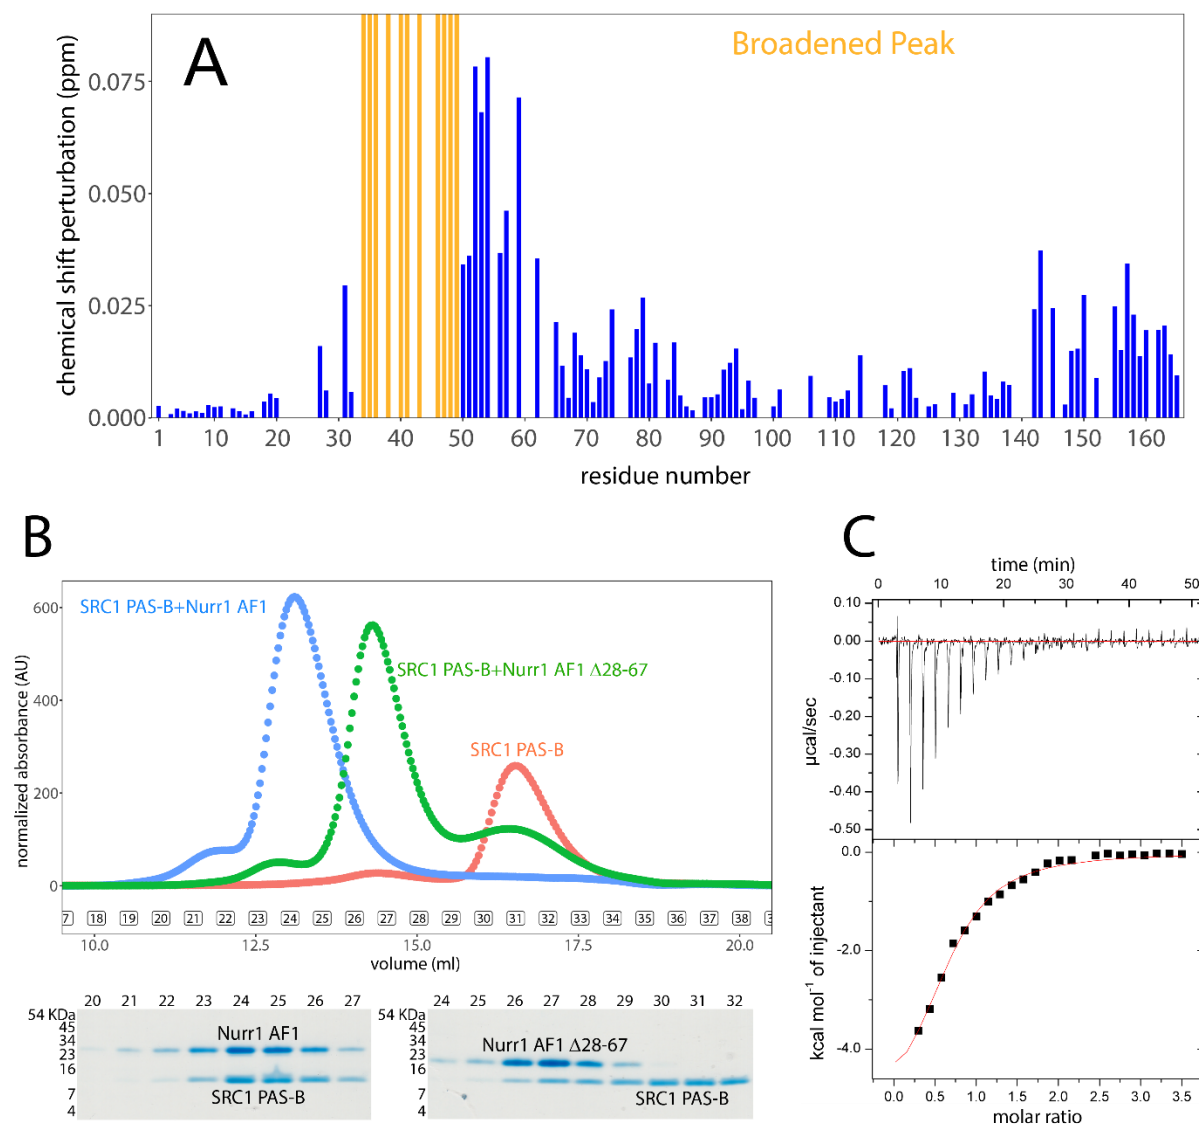 A
Broadened Peak
chemical shift perturbation (ppm)
0.075
0.050
0.025
0.000
1 10 20 30 40 50 60 70 80 90 100 110 120 130 140 150 160
residue number
B
SRC1 PAS-B+Nurr1 AF1
SRC1 PAS-B+Nurr1 AF1 Δ28-67
SRC1 PAS-B
normalized absorbance (AU)
600
400
200
0
7 18 19 20 21 22 23 24 25 26 27 28 29 30 31 32 33 34 35 36 37 38 3
10.0 12.5 15.0 17.5 20.0
volume (ml)
20 21 22 23 24 25 26 27
54 KDa
45
34
23
16
7
4
Nurr1 AF1
SRC1 PAS-B
24 25 26 27 28 29 30 31 32
54 KDa
45
34
23
16
7
4
Nurr1 AF1 Δ28-67
SRC1 PAS-B
C
time (min)
0 10 20 30 40 50
0.10
0.00
-0.10
-0.20
-0.30
-0.40
-0.50
µcal/sec
0.0
-2.0
-4.0
kcal mol⁻¹ of injectant
0.0 0.5 1.0 1.5 2.0 2.5 3.0 3.5
molar ratio